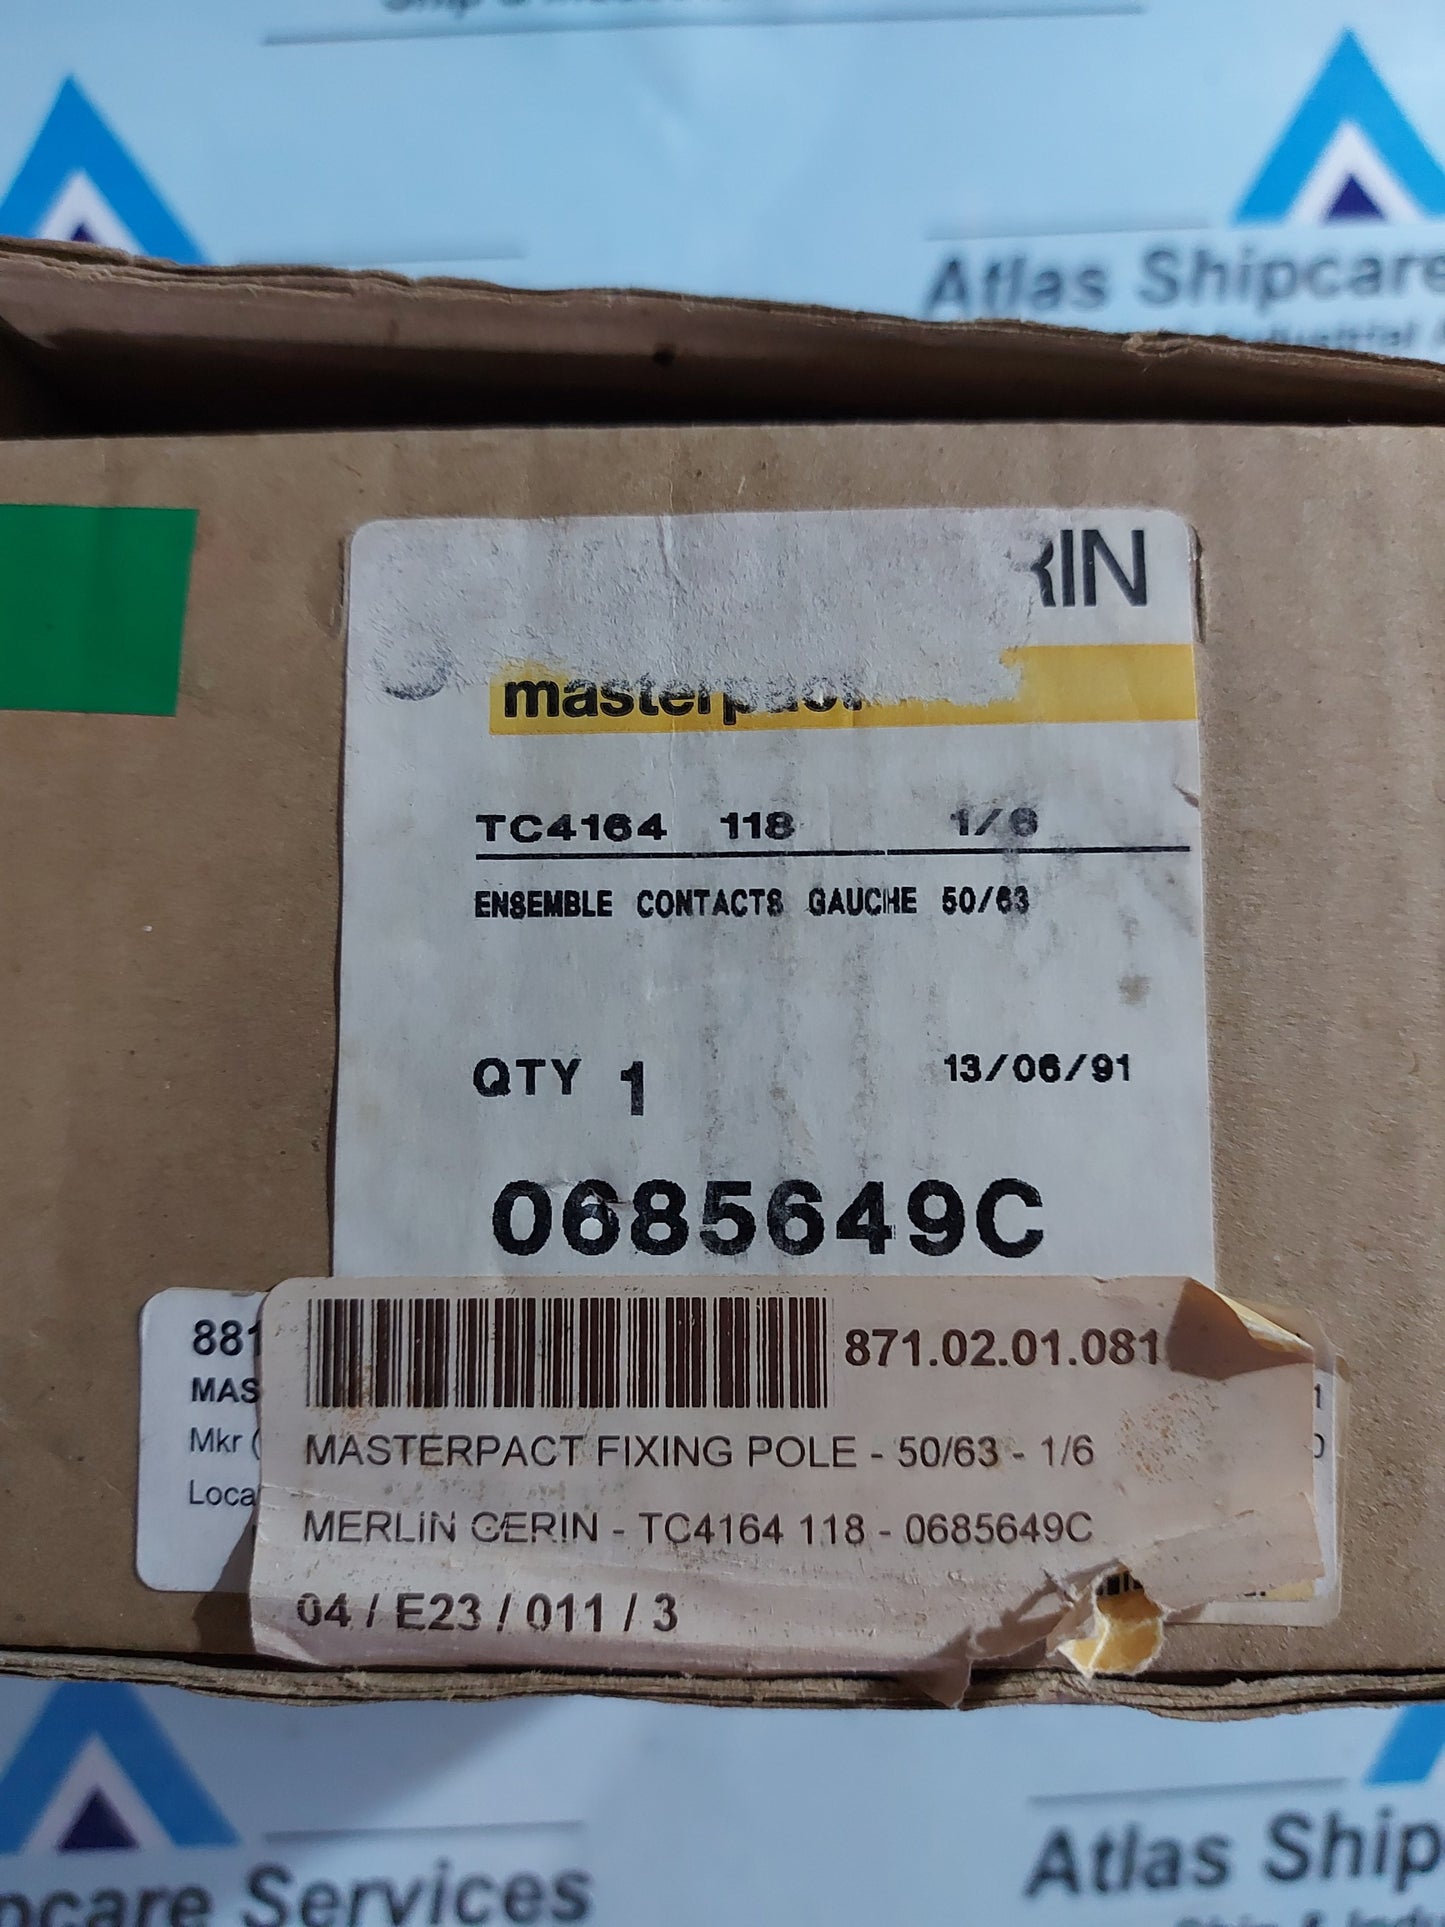 Atlas Shipcare
RIN
masterpact
TC4164 118 1/6
ENSEMBLE CONTACTS GAUCHE 50/63
QTY 1 13/06/91
0685649C
881
MAS
Mkr (
Loca
871.02.01.081
MASTERPACT FIXING POLE - 50/63 - 1/6
MERLIN GERIN - TC4164 118 - 0685649C
04 / E23 / 011 / 3
pcare Services
Atlas Ship